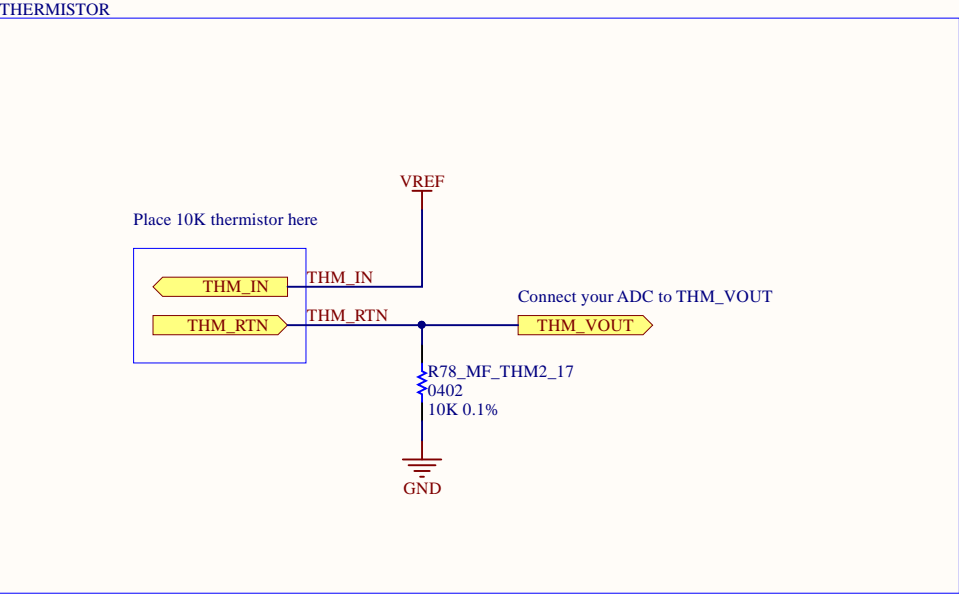 THERMISTOR
VREF
Place 10K thermistor here
THM_IN
THM_IN
Connect your ADC to THM_VOUT
THM_RTN
THM_RTN
THM_VOUT
R78_MF_THM2_17
0402
10K 0.1%
GND